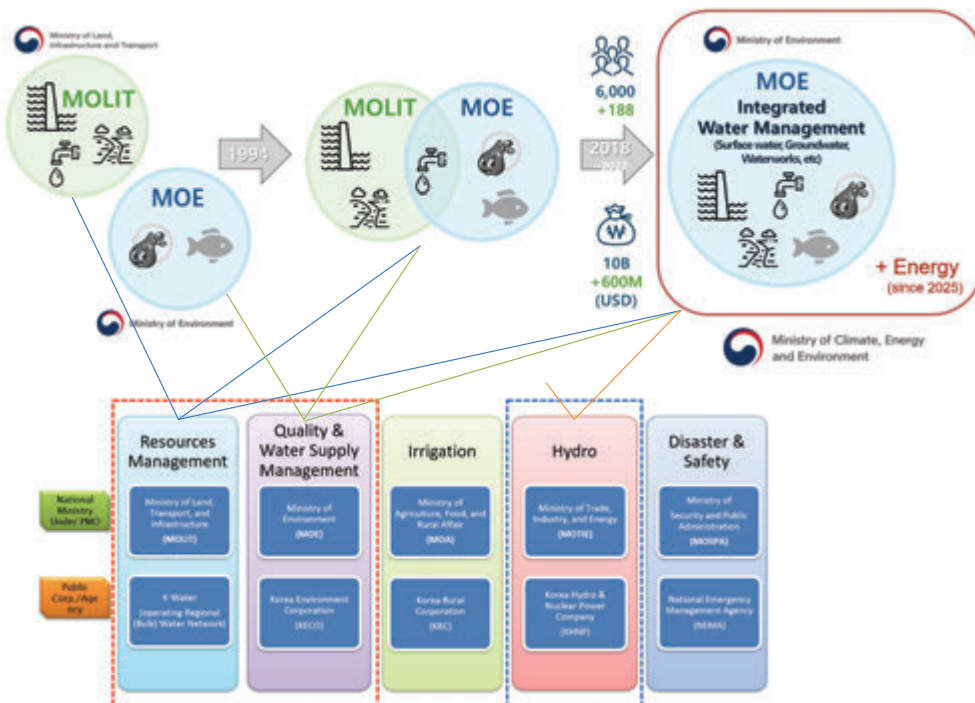 Ministry of Land,
Infrastructure and Transport
MOLIT
MOE
Ministry of Environment
1994
MOLIT
MOE
6,000
+188
2018
10B
+600M
(USD)
Ministry of Environment
MOE
Integrated
Water Management
(Surface water, Groundwater,
Waterworks, etc)
+ Energy
(since 2025)
Ministry of Climate, Energy
and Environment
Resources
Management
Quality &
Water Supply
Management
Irrigation
Hydro
Disaster &
Safety
National
Ministry
Under PMO
Ministry of Land,
Transport, and
Infrastructure
(MOLIT)
Ministry of
Environment
(MOE)
Ministry of
Agriculture, Food, and
Rural Affair
(MOA)
Ministry of Trade,
Industry, and Energy
(MOTIE)
Ministry of
Security and Public
Administration
(MOSPA)
Public
Corp./Age
ncy
K-Water
(operating Regional
(Bulk) Water Network)
Korea Environment
Corporation
(KECO)
Korea Rural
Corporation
(KRC)
Korea Hydro &
Nuclear Power
Company
(KHNP)
National Emergency
Management Agency
(NEMA)